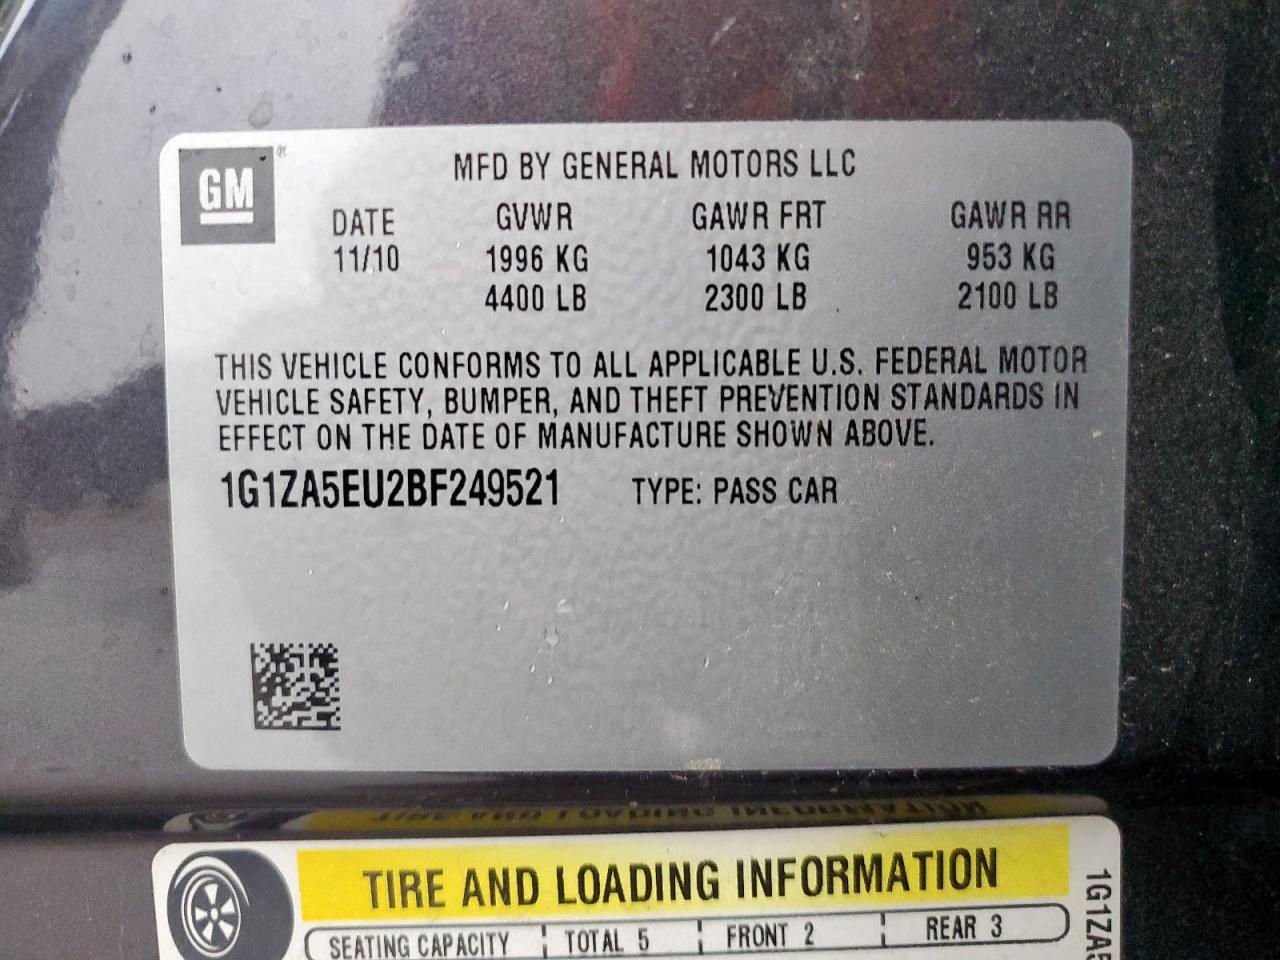 GM ®
MFD BY GENERAL MOTORS LLC
DATE GVWR GAWR FRT GAWR RR
11/10 1996 KG 1043 KG 953 KG
4400 LB 2300 LB 2100 LB
THIS VEHICLE CONFORMS TO ALL APPLICABLE U.S. FEDERAL MOTOR
VEHICLE SAFETY, BUMPER, AND THEFT PREVENTION STANDARDS IN
EFFECT ON THE DATE OF MANUFACTURE SHOWN ABOVE.
1G1ZA5EU2BF249521 TYPE: PASS CAR
TIRE AND LOADING INFORMATION
SEATING CAPACITY TOTAL 5 FRONT 2 REAR 3
1G1ZA5